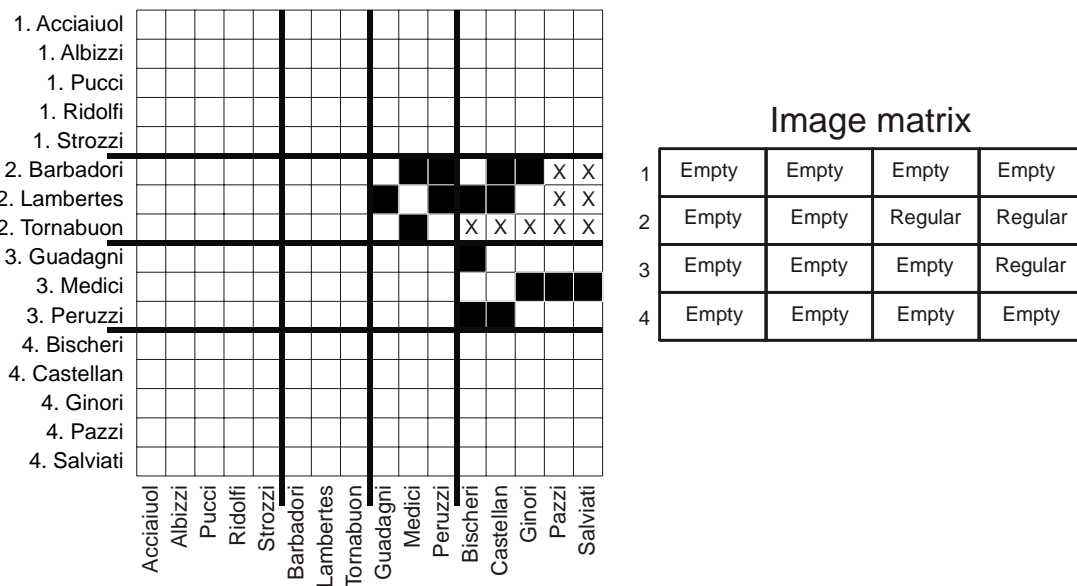 1. Acciaiuol
1. Albizzi
1. Pucci
1. Ridolfi
1. Strozzi
2. Barbadori
2. Lambertes
2. Tornabuon
3. Guadagni
3. Medici
3. Peruzzi
4. Bischeri
4. Castellan
4. Ginori
4. Pazzi
4. Salviati
X X
X X
X X X X X
Acciaiuol
Albizzi
Pucci
Ridolfi
Strozzi
Barbadori
Lambertes
Tornabuon
Guadagni
Medici
Peruzzi
Bischeri
Castellan
Ginori
Pazzi
Salviati
Image matrix
1 Empty Empty Empty Empty
2 Empty Empty Regular Regular
3 Empty Empty Empty Regular
4 Empty Empty Empty Empty